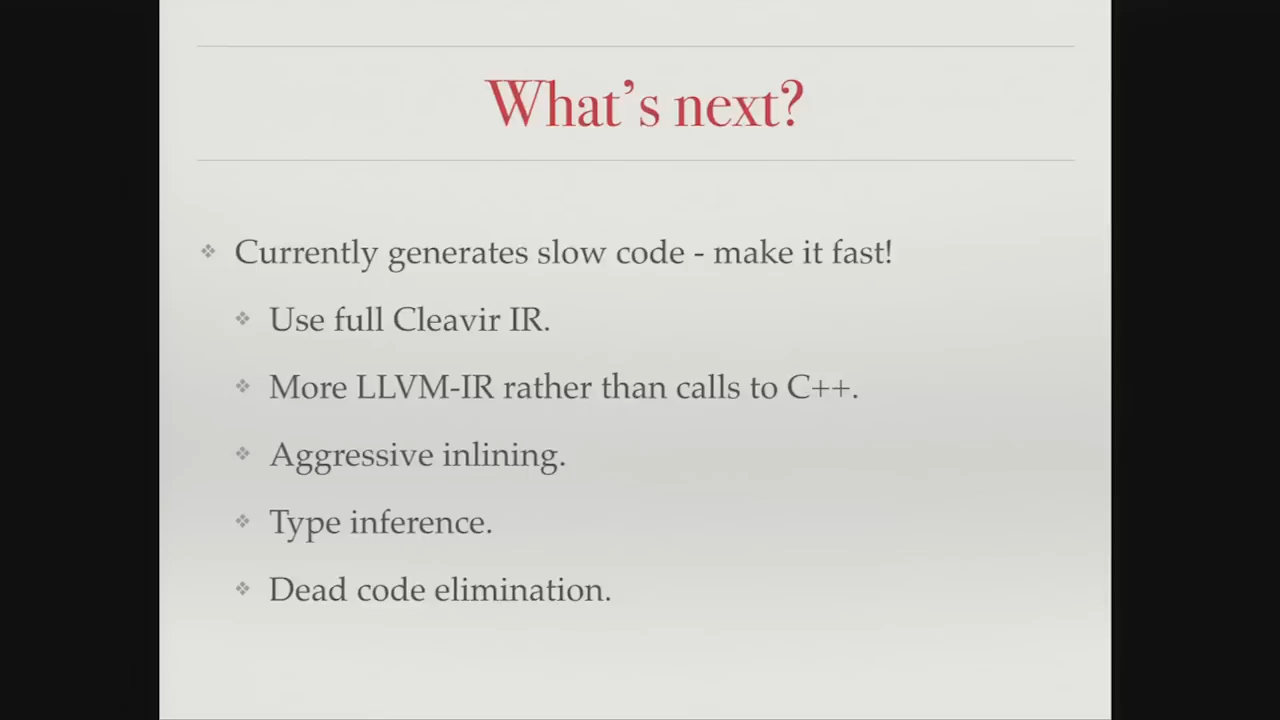 What's next?
Currently generates slow code - make it fast!
Use full Cleavir IR.
More LLVM-IR rather than calls to C++.
Aggressive inlining.
Type inference.
Dead code elimination.